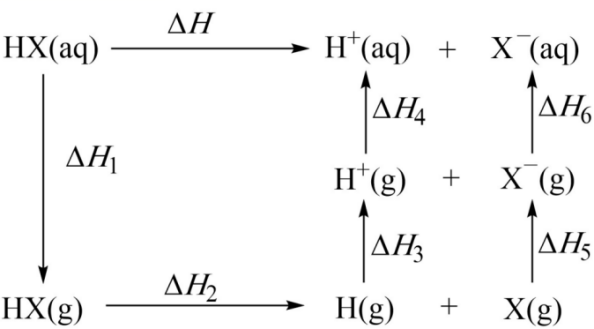 HX(aq) ΔH H⁺(aq) + X⁻(aq)
ΔH₄ ΔH₆
ΔH₁
H⁺(g) + X⁻(g)
ΔH₃ ΔH₅
HX(g) ΔH₂ H(g) + X(g)